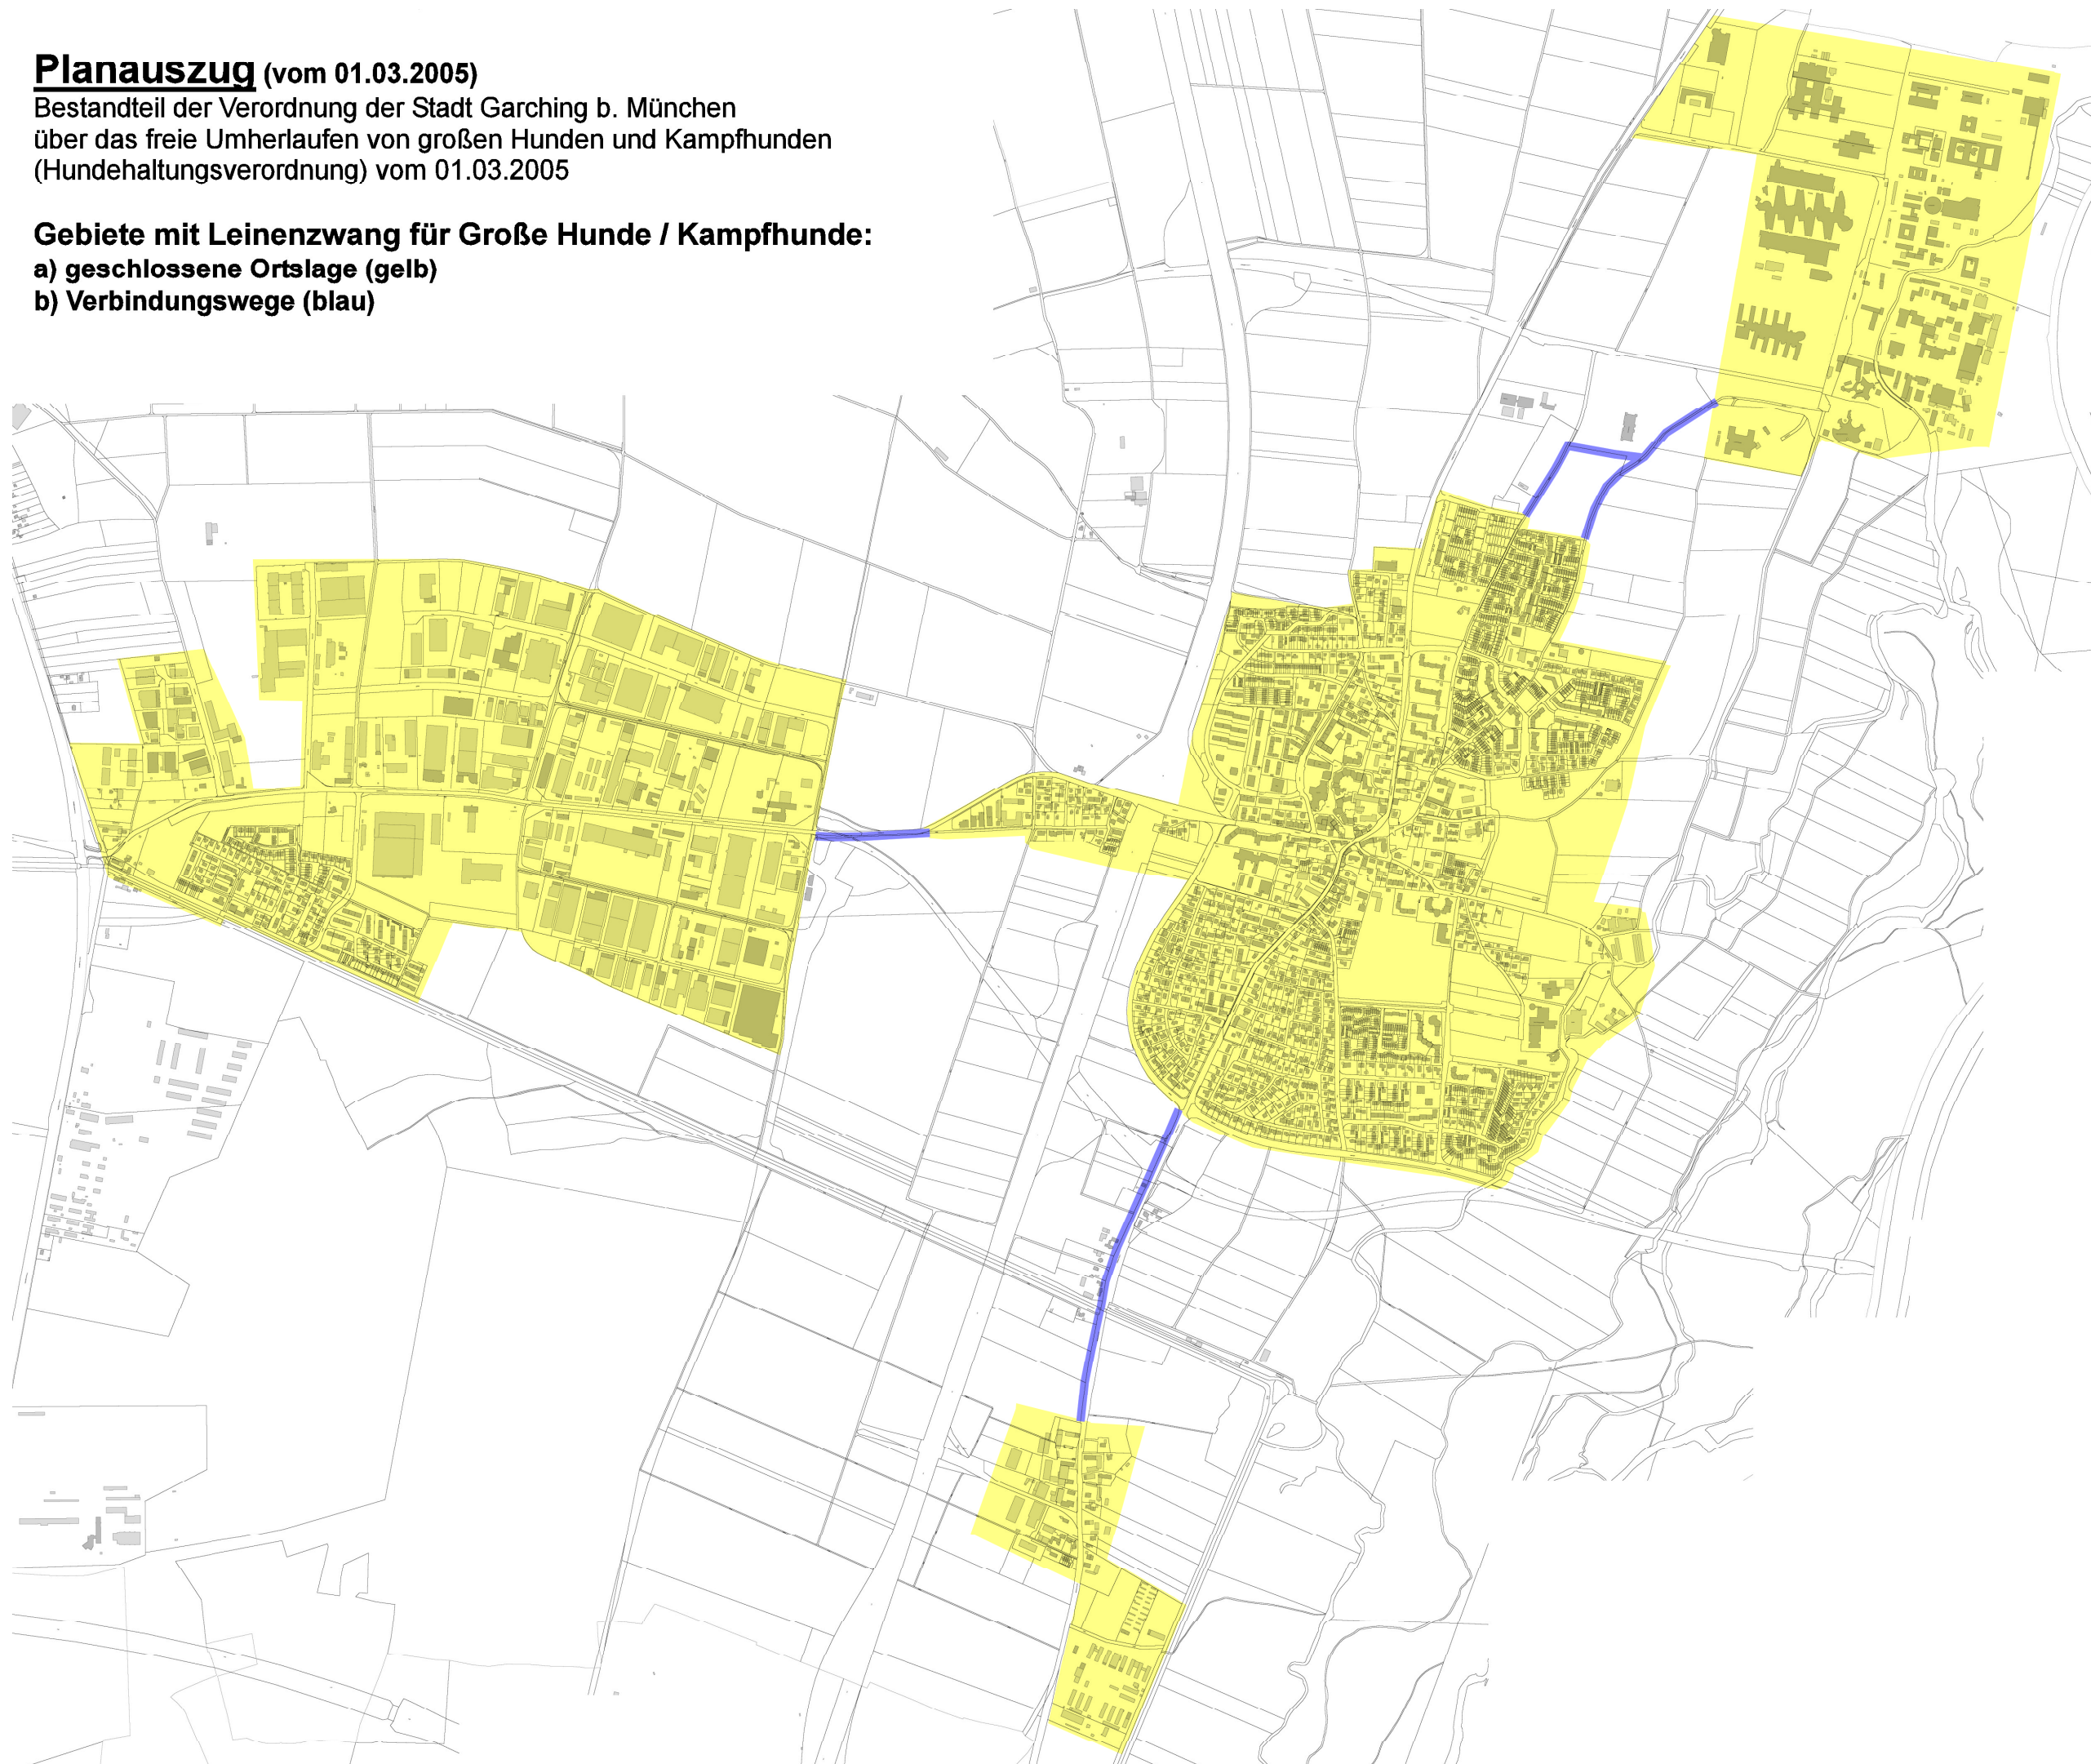 Planauszug (vom 01.03.2005)
Bestandteil der Verordnung der Stadt Garching b. München
über das freie Umherlaufen von großen Hunden und Kampfhunden
(Hundehaltungsverordnung) vom 01.03.2005
Gebiete mit Leinenzwang für Große Hunde / Kampfhunde:
a) geschlossene Ortslage (gelb)
b) Verbindungswege (blau)